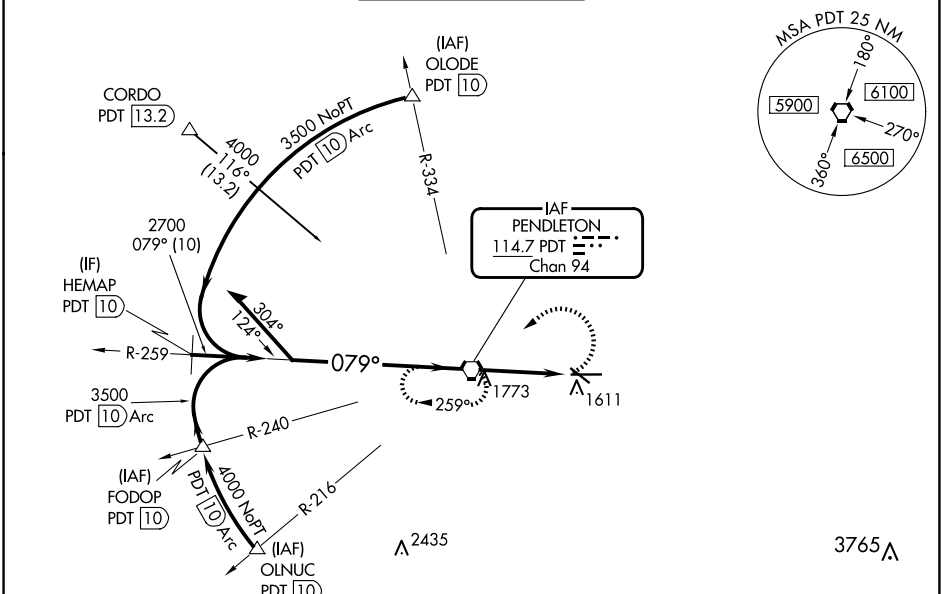 (IAF)
OLODE
PDT 10
MSA PDT 25 NM
180°
6100
5900
270°
6500
360°
CORDO
PDT 13.2
4000
116°
(13.2)
3500 NoPT
PDT 10 Arc
R-334
IAF
PENDLETON
114.7 PDT
Chan 94
2700
079° (10)
(IF)
HEMAP
PDT 10
304°
124°
R-259
079°
259°
1773
1611
3500
PDT 10 Arc
R-240
(IAF)
FODOP
PDT 10
4000 NoPT
PDT 10 Arc
R-216
(IAF)
OLNUC
PDT 10
2435
3765